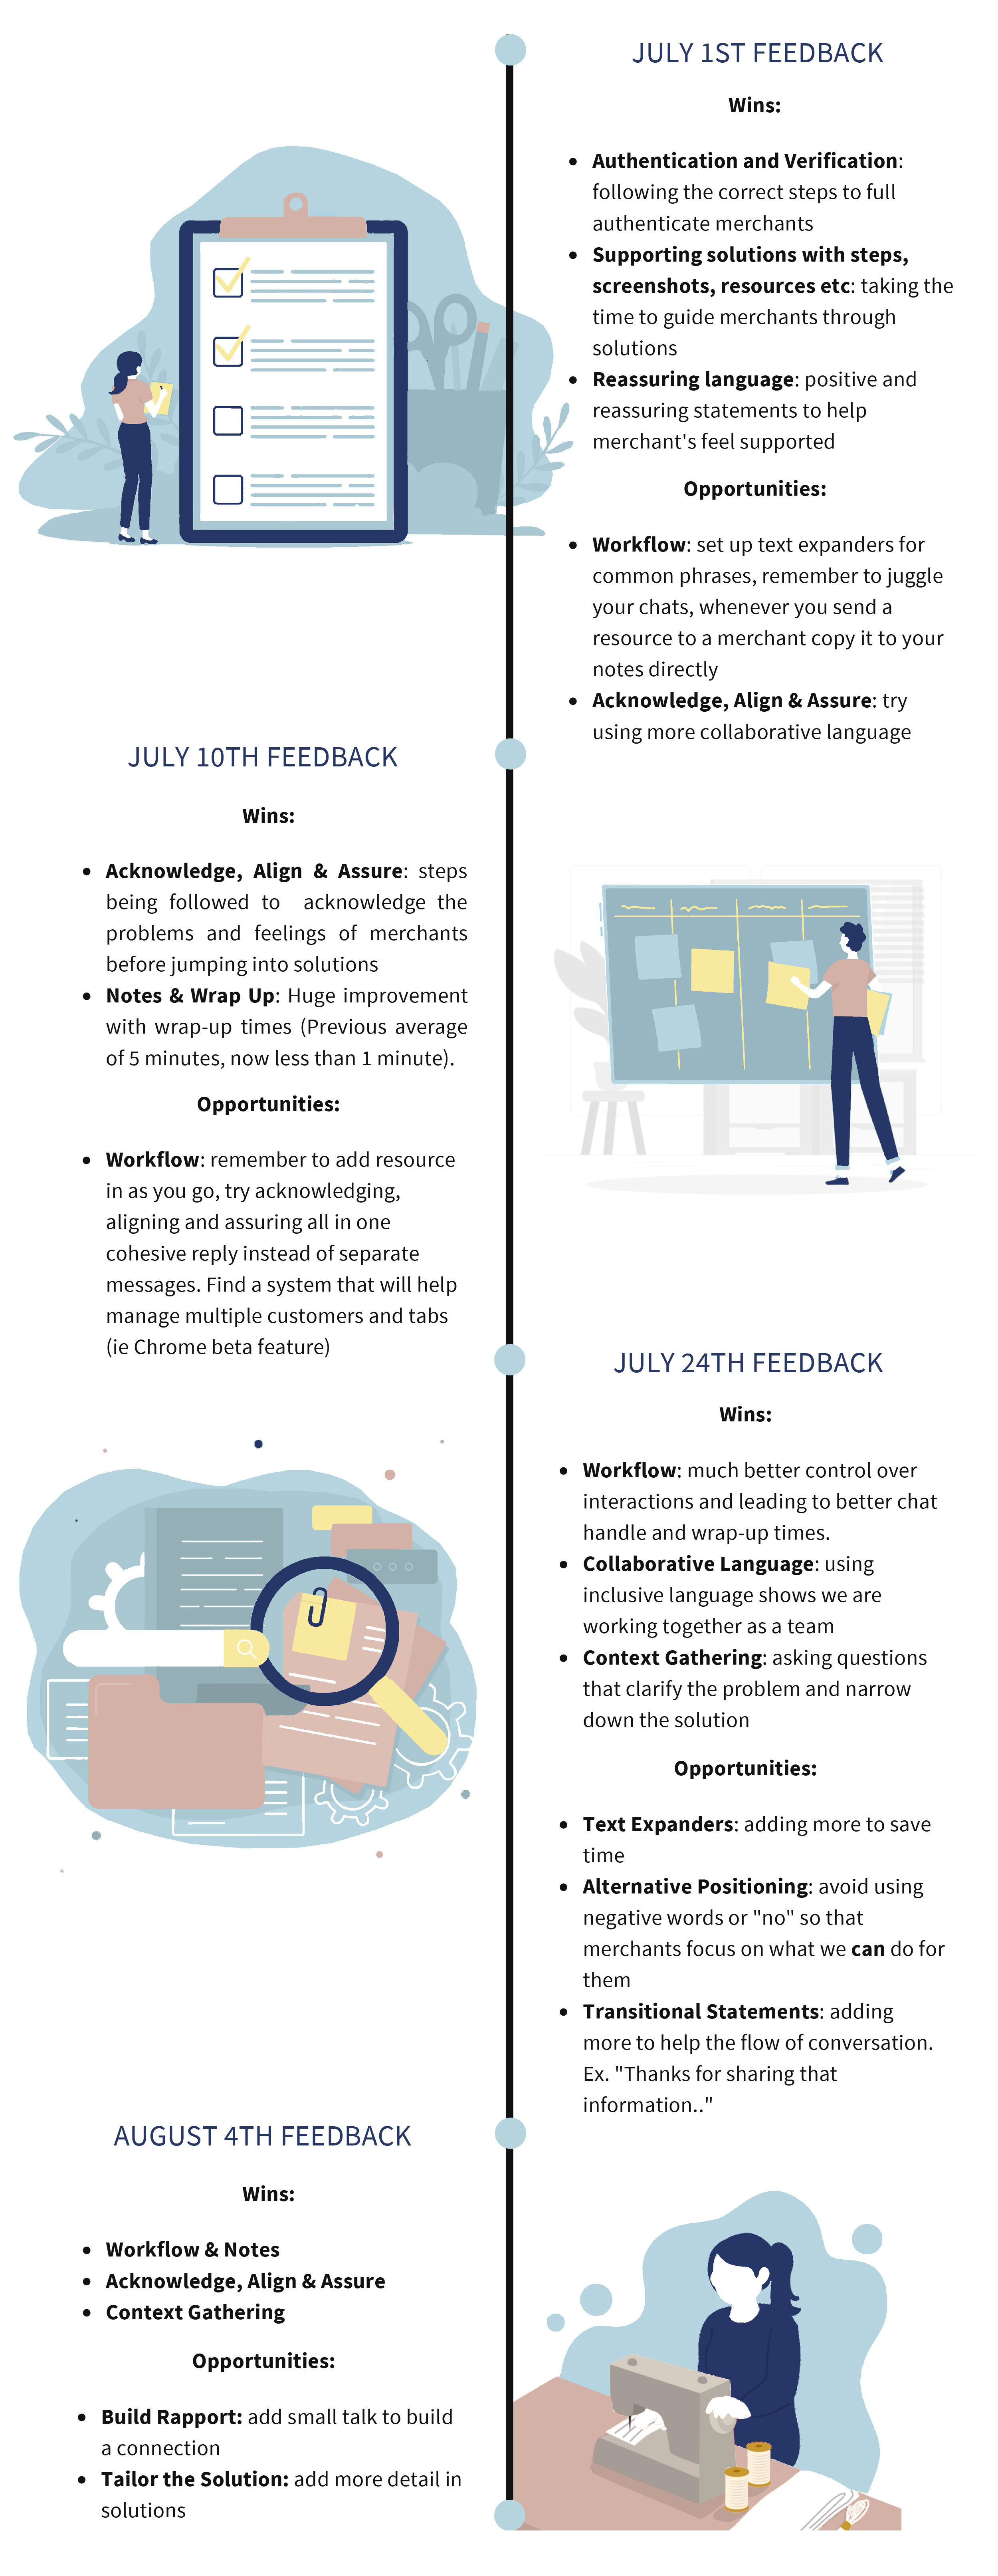 JULY 1ST FEEDBACK
Wins:
• Authentication and Verification:
following the correct steps to full
authenticate merchants
• Supporting solutions with steps,
screenshots, resources etc: taking the
time to guide merchants through
solutions
• Reassuring language: positive and
reassuring statements to help
merchant's feel supported
Opportunities:
• Workflow: set up text expanders for
common phrases, remember to juggle
your chats, whenever you send a
resource to a merchant copy it to your
notes directly
• Acknowledge, Align & Assure: try
using more collaborative language
JULY 10TH FEEDBACK
Wins:
• Acknowledge, Align & Assure: steps
being followed to acknowledge the
problems and feelings of merchants
before jumping into solutions
• Notes & Wrap Up: Huge improvement
with wrap-up times (Previous average
of 5 minutes, now less than 1 minute).
Opportunities:
• Workflow: remember to add resource
in as you go, try acknowledging,
aligning and assuring all in one
cohesive reply instead of separate
messages. Find a system that will help
manage multiple customers and tabs
(ie Chrome beta feature)
JULY 24TH FEEDBACK
Wins:
• Workflow: much better control over
interactions and leading to better chat
handle and wrap-up times.
• Collaborative Language: using
inclusive language shows we are
working together as a team
• Context Gathering: asking questions
that clarify the problem and narrow
down the solution
Opportunities:
• Text Expanders: adding more to save
time
• Alternative Positioning: avoid using
negative words or "no" so that
merchants focus on what we can do for
them
• Transitional Statements: adding
more to help the flow of conversation.
Ex. "Thanks for sharing that
information.."
AUGUST 4TH FEEDBACK
Wins:
• Workflow & Notes
• Acknowledge, Align & Assure
• Context Gathering
Opportunities:
• Build Rapport: add small talk to build
a connection
• Tailor the Solution: add more detail in
solutions